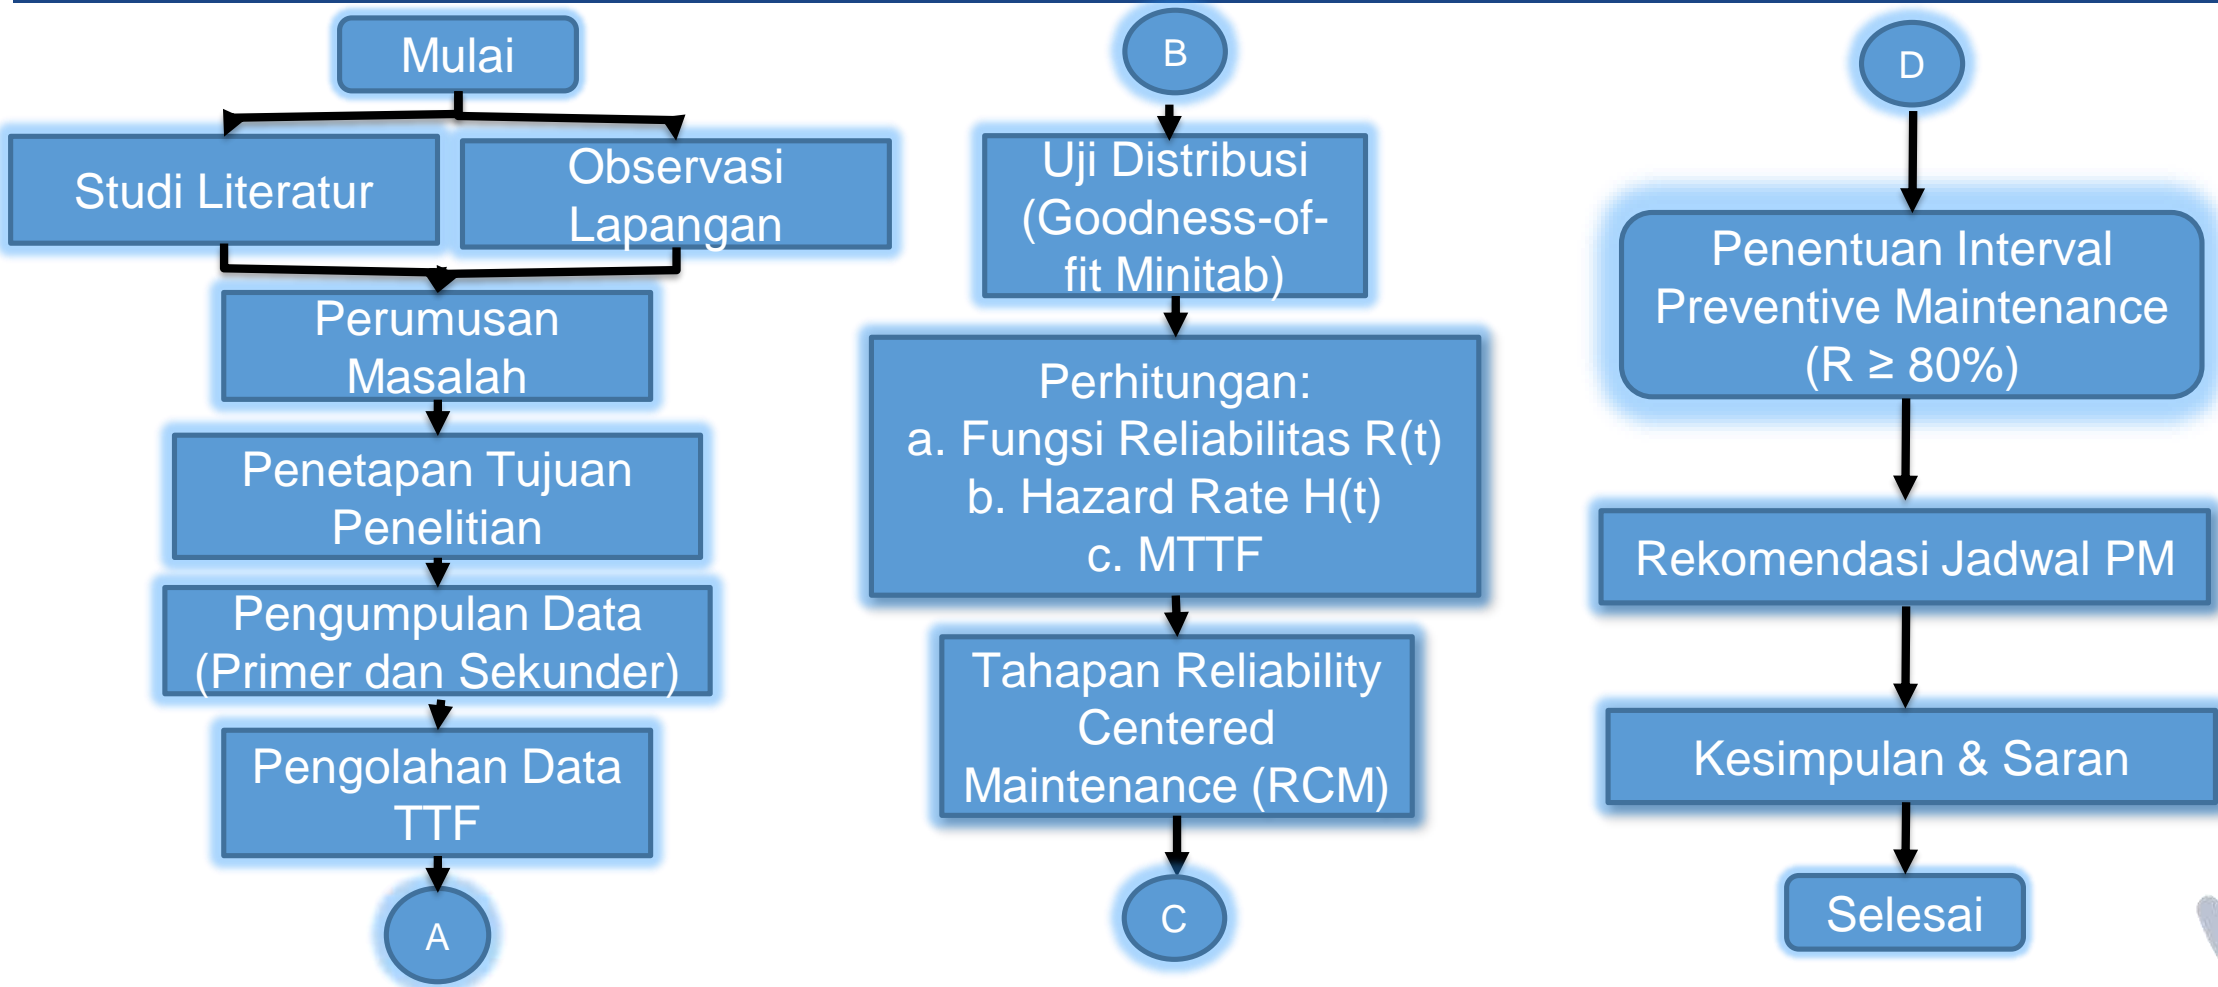 Mulai
Studi Literatur
Observasi
Lapangan
Perumusan
Masalah
Penetapan Tujuan
Penelitian
Pengumpulan Data
(Primer dan Sekunder)
Pengolahan Data
TTF
A
B
Uji Distribusi
(Goodness-of-
fit Minitab)
Perhitungan:
a. Fungsi Reliabilitas R(t)
b. Hazard Rate H(t)
c. MTTF
Tahapan Reliability
Centered
Maintenance (RCM)
C
D
Penentuan Interval
Preventive Maintenance
(R ≥ 80%)
Rekomendasi Jadwal PM
Kesimpulan & Saran
Selesai